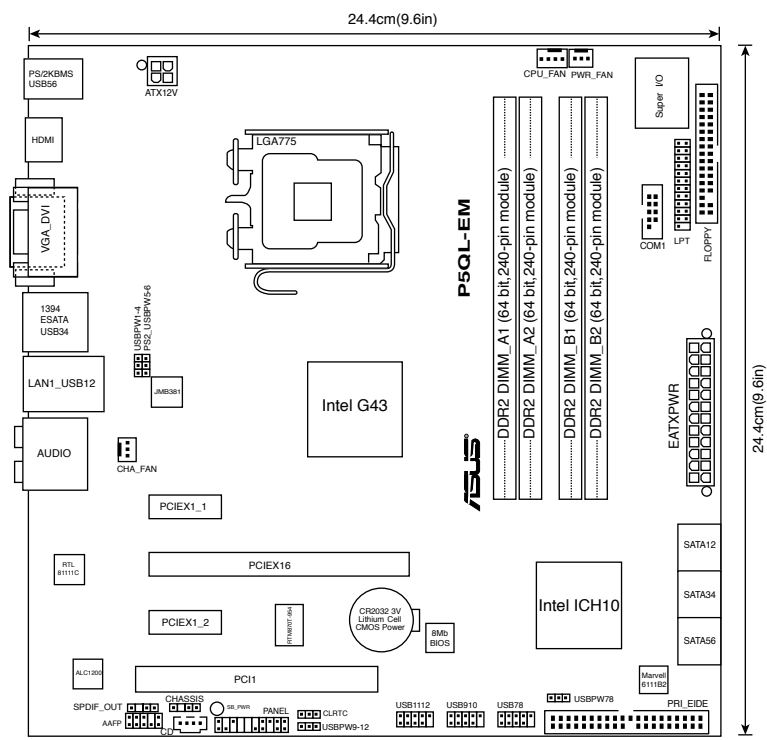 24.4cm(9.6in)
PS/2KBMS
USB56
ATX12V
CPU_FAN
PWR_FAN
Super I/O
HDMI
LGA775
VGA_DVI
P5QL-EM
DDR2 DIMM_A1 (64 bit,240-pin module)
DDR2 DIMM_A2 (64 bit,240-pin module)
DDR2 DIMM_B1 (64 bit,240-pin module)
DDR2 DIMM_B2 (64 bit,240-pin module)
COM1
LPT
FLOPPY
1394
ESATA
USB34
USBPW1-4
PS2_USBPW5-6
LAN1_USB12
JMB381
Intel G43
EATXPWR
24.4cm(9.6in)
AUDIO
CHA_FAN
ASUS
PCIEX1_1
SATA12
RTL
8111C
PCIEX16
Intel ICH10
SATA34
PCIEX1_2
RTM870T-954
CR2032 3V
Lithium Cell
CMOS Power
8Mb
BIOS
SATA56
ALC1200
PCI1
Marvell
6111B2
SPDIF_OUT
CHASSIS
SB_PWR
PANEL
CLRTC
USB1112
USB910
USB78
USBPW78
PRI_EIDE
AAFP
CD
USBPW9-12